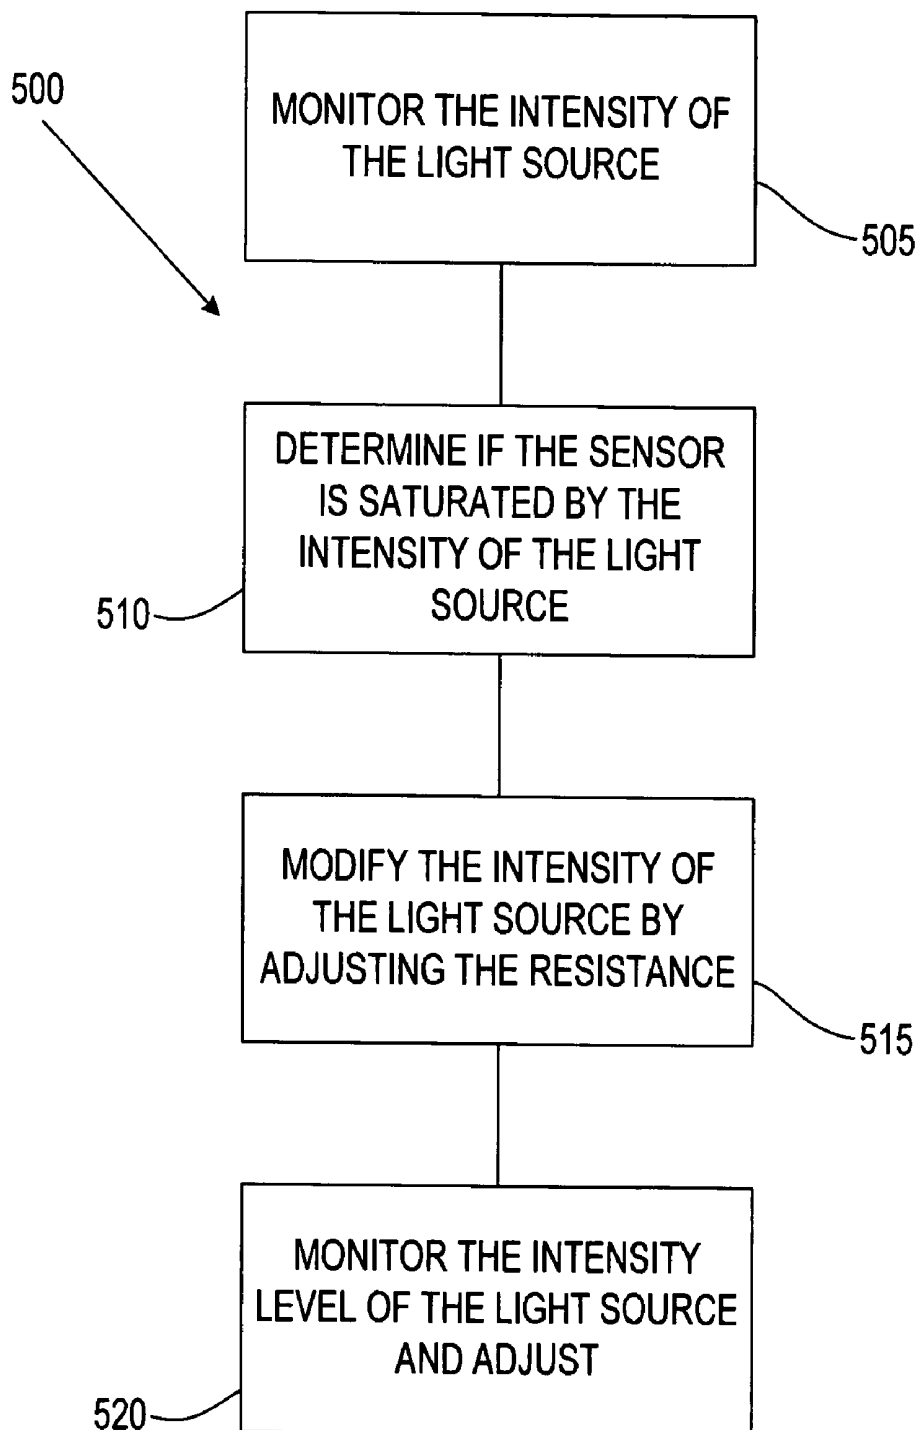 500
MONITOR THE INTENSITY OF
THE LIGHT SOURCE
505
DETERMINE IF THE SENSOR
IS SATURATED BY THE
INTENSITY OF THE LIGHT
SOURCE
510
MODIFY THE INTENSITY OF
THE LIGHT SOURCE BY
ADJUSTING THE RESISTANCE
515
MONITOR THE INTENSITY
LEVEL OF THE LIGHT SOURCE
AND ADJUST
520